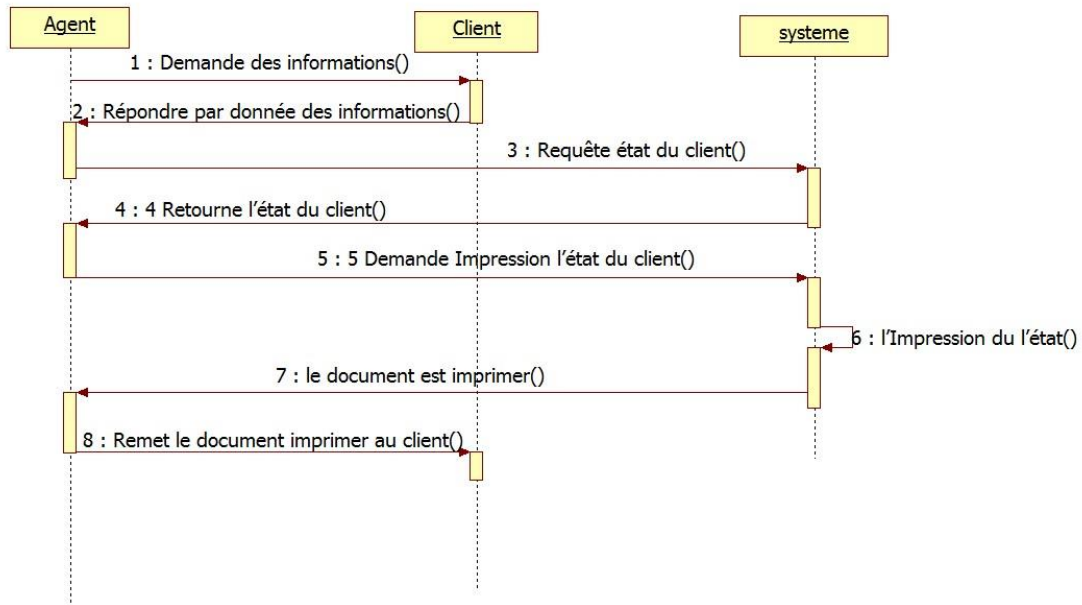 Agent
Client
systeme
1 : Demande des informations()
2 : Répondre par donnée des informations()
3 : Requête état du client()
4 : 4 Retourne l’état du client()
5 : 5 Demande Impression l’état du client()
6 : l’Impression du l’état()
7 : le document est imprimer()
8 : Remet le document imprimer au client()